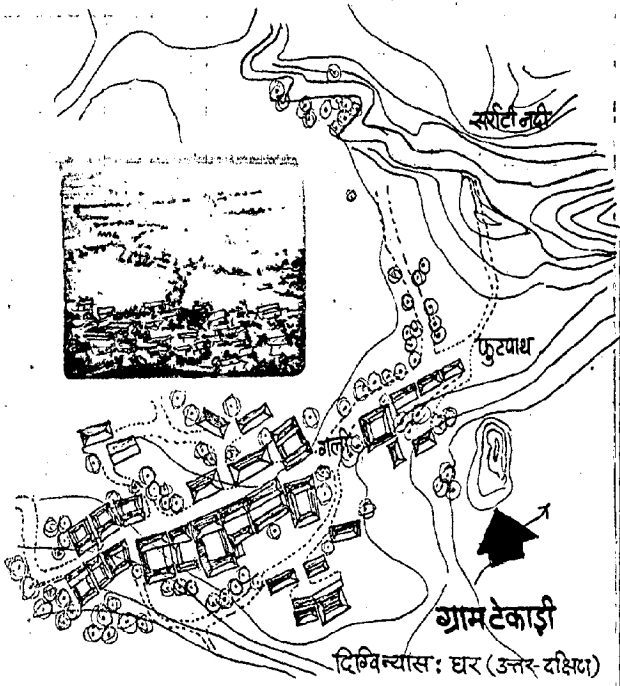 सर्राटी नदी
फुटपाथ
गली
ग्राम टेकाड़ी
दिग्विन्यास: घर (उत्तर-दक्षिण)